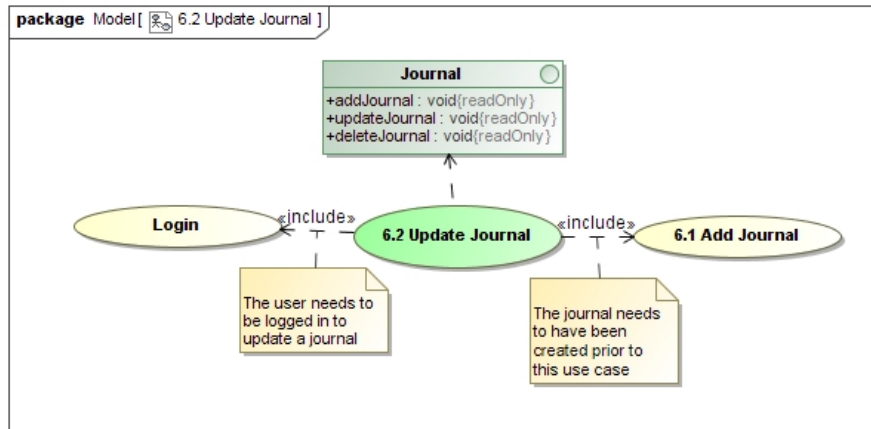 package Model[ 6.2 Update Journal ]
Journal
+addJournal : void{readOnly}
+updateJournal : void{readOnly}
+deleteJournal : void{readOnly}
Login
«include»
6.2 Update Journal
«include»
6.1 Add Journal
The user needs to
be logged in to
update a journal
The journal needs
to have been
created prior to
this use case